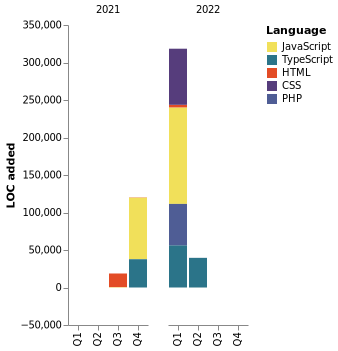 2021 2022
Language
JavaScript
TypeScript
HTML
CSS
PHP
LOC added
350,000
300,000
250,000
200,000
150,000
100,000
50,000
0
−50,000
Q1 Q2 Q3 Q4 Q1 Q2 Q3 Q4